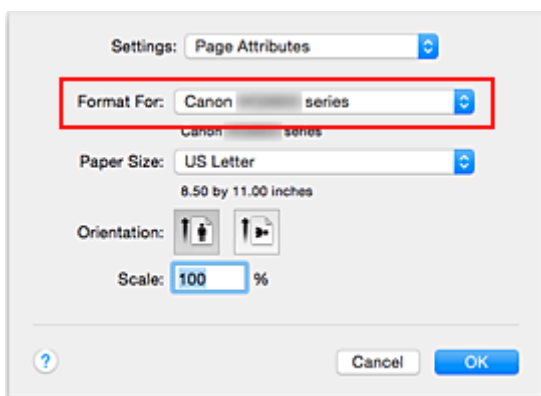 Settings: Page Attributes
Format For: Canon series
Canon series
Paper Size: US Letter
8.50 by 11.00 inches
Orientation:
Scale: 100 %
? Cancel OK